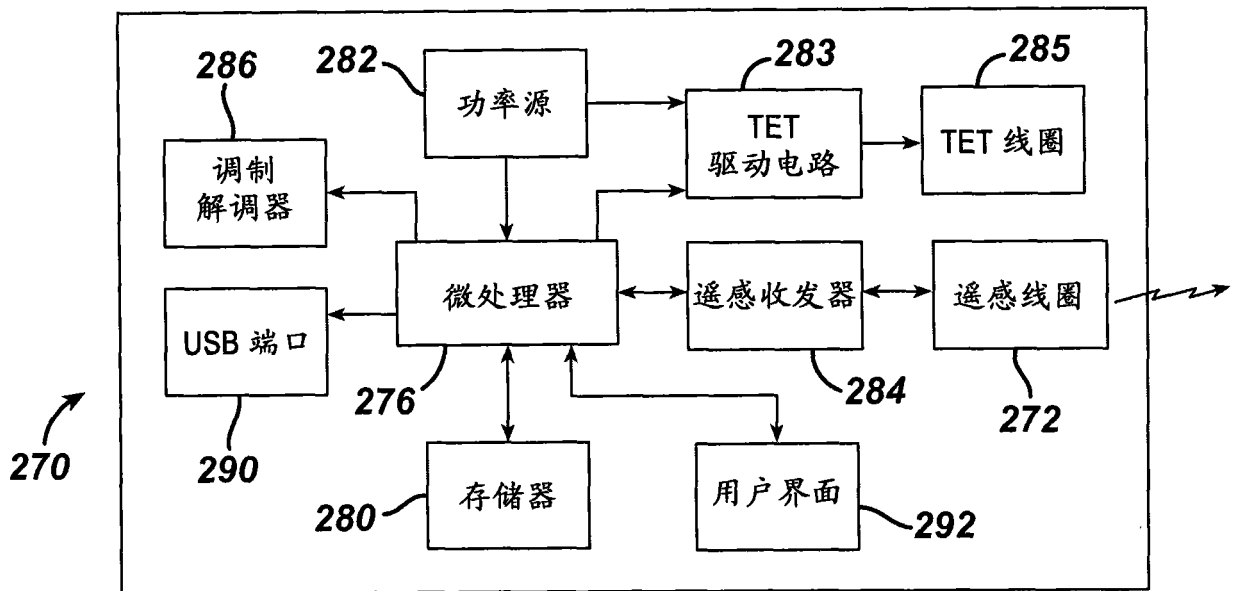 286
282
283
285
功率源
TET
驱动电路
TET 线圈
调制
解调器
微处理器
遥感收发器
遥感线圈
USB 端口
276
284
272
270
290
280
存储器
用户界面
292